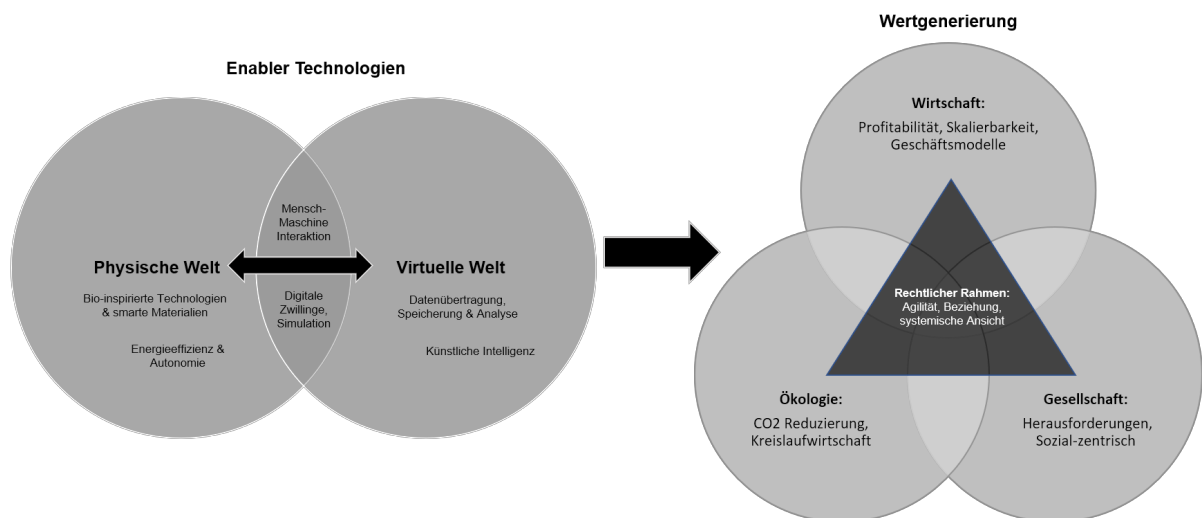 Enabler Technologien
Physische Welt
Bio-inspirierte Technologien
& smarte Materialien
Energieeffizienz &
Autonomie
Mensch-
Maschine
Interaktion
Digitale
Zwillinge,
Simulation
Virtuelle Welt
Datenübertragung,
Speicherung & Analyse
Künstliche Intelligenz
Wertgenerierung
Wirtschaft:
Profitabilität, Skalierbarkeit,
Geschäftsmodelle
Rechtlicher Rahmen:
Agilität, Beziehung,
systemische Ansicht
Ökologie:
CO2 Reduzierung,
Kreislaufwirtschaft
Gesellschaft:
Herausforderungen,
Sozial-zentrisch